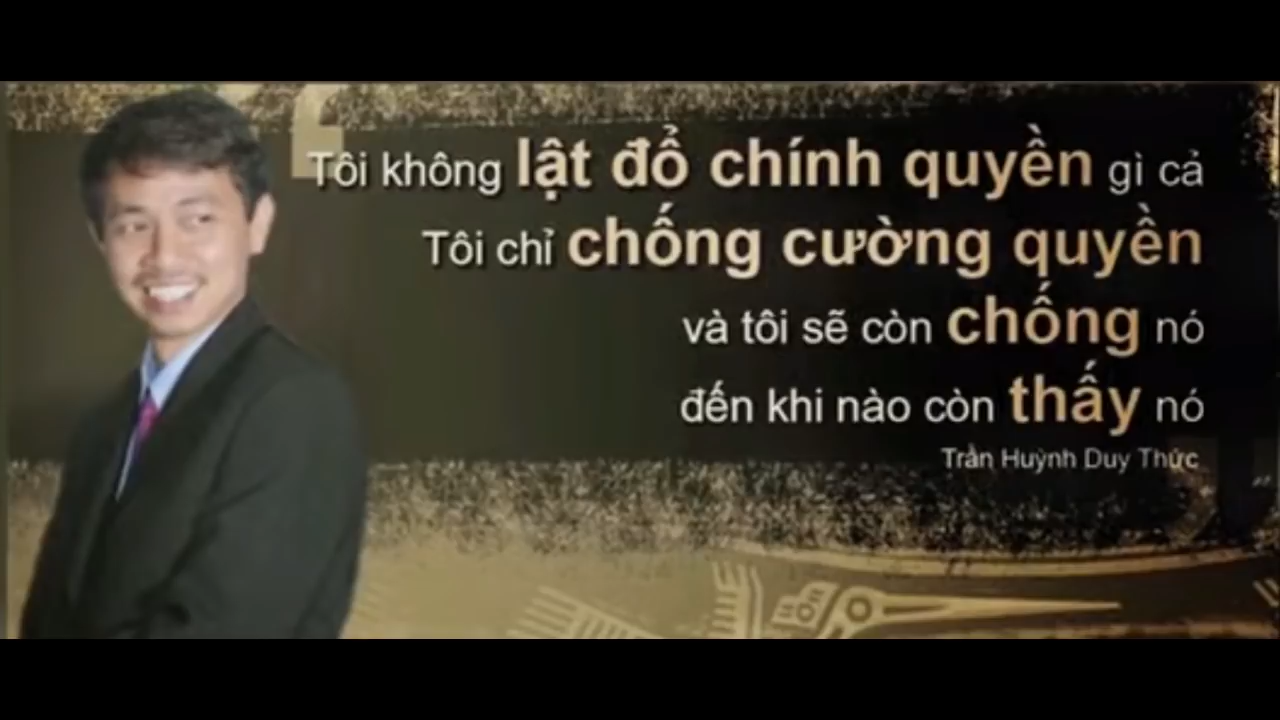 Tôi không lật đổ chính quyền gì cả
Tôi chỉ chống cường quyền
và tôi sẽ còn chống nó
đến khi nào còn thấy nó
Trần Huỳnh Duy Thức